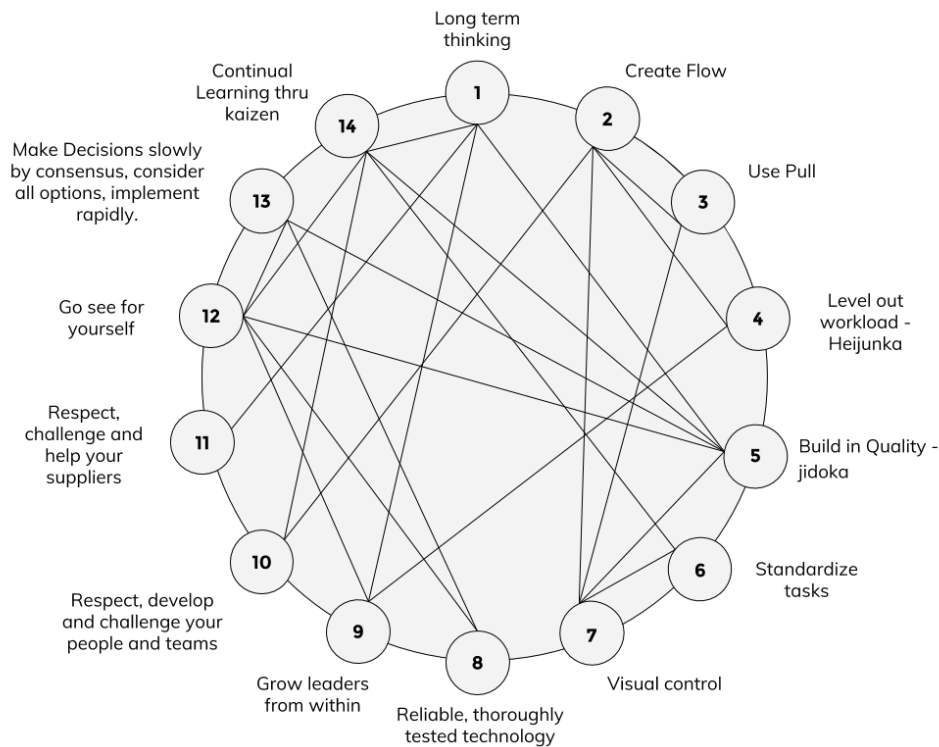 Long term
thinking
1
Create Flow
2
Use Pull
3
Level out
workload -
Heijunka
4
Build in Quality -
jidoka
5
Standardize
tasks
6
Visual control
7
Reliable, thoroughly
tested technology
8
Grow leaders
from within
9
Respect, develop
and challenge your
people and teams
10
Respect,
challenge and
help your
suppliers
11
Go see for
yourself
12
Make Decisions slowly
by consensus, consider
all options, implement
rapidly.
13
Continual
Learning thru
kaizen
14